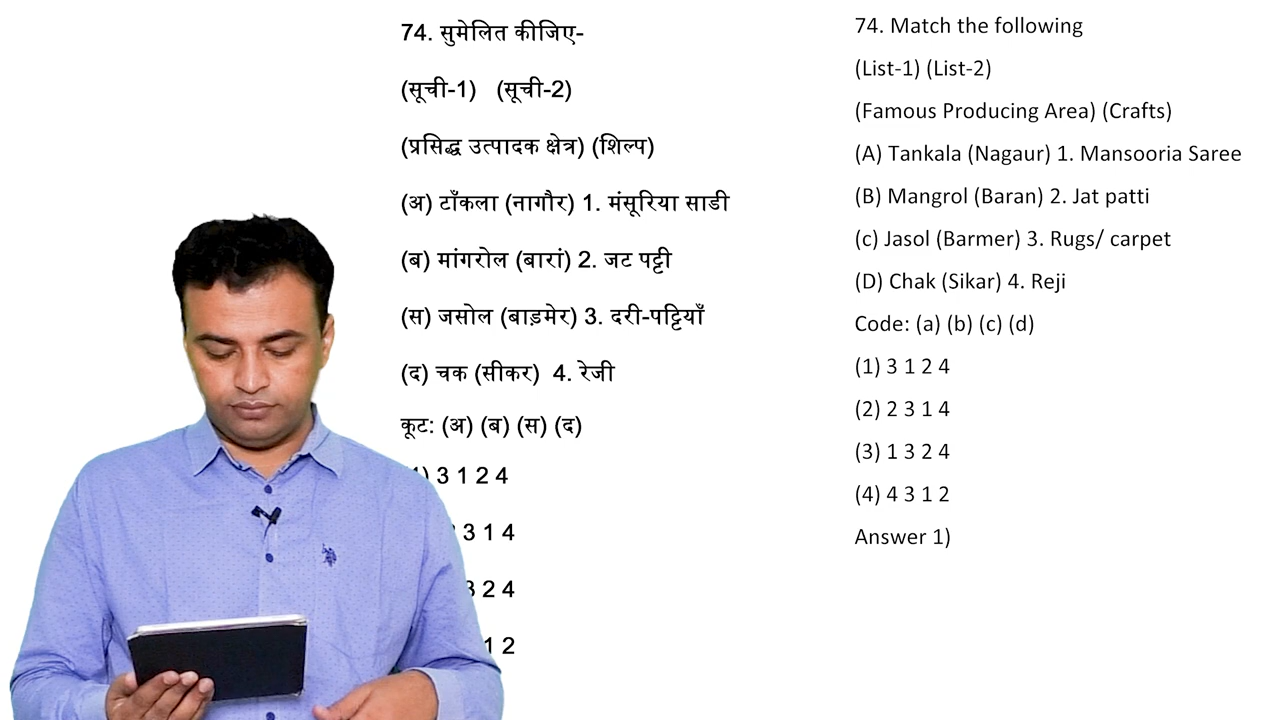 74. सुमेलित कीजिए-
(सूची-1) (सूची-2)
(प्रसिद्ध उत्पादक क्षेत्र) (शिल्प)
(अ) टाँकला (नागौर) 1. मंसूरिया साडी
(ब) मांगरोल (बारां) 2. जट पट्टी
(स) जसोल (बाड़मेर) 3. दरी-पट्टियाँ
(द) चक (सीकर) 4. रेजी
कूट: (अ) (ब) (स) (द)
1) 3 1 2 4
3 1 4
3 2 4
1 2
74. Match the following
(List-1) (List-2)
(Famous Producing Area) (Crafts)
(A) Tankala (Nagaur) 1. Mansooria Saree
(B) Mangrol (Baran) 2. Jat patti
(c) Jasol (Barmer) 3. Rugs/ carpet
(D) Chak (Sikar) 4. Reji
Code: (a) (b) (c) (d)
(1) 3 1 2 4
(2) 2 3 1 4
(3) 1 3 2 4
(4) 4 3 1 2
Answer 1)